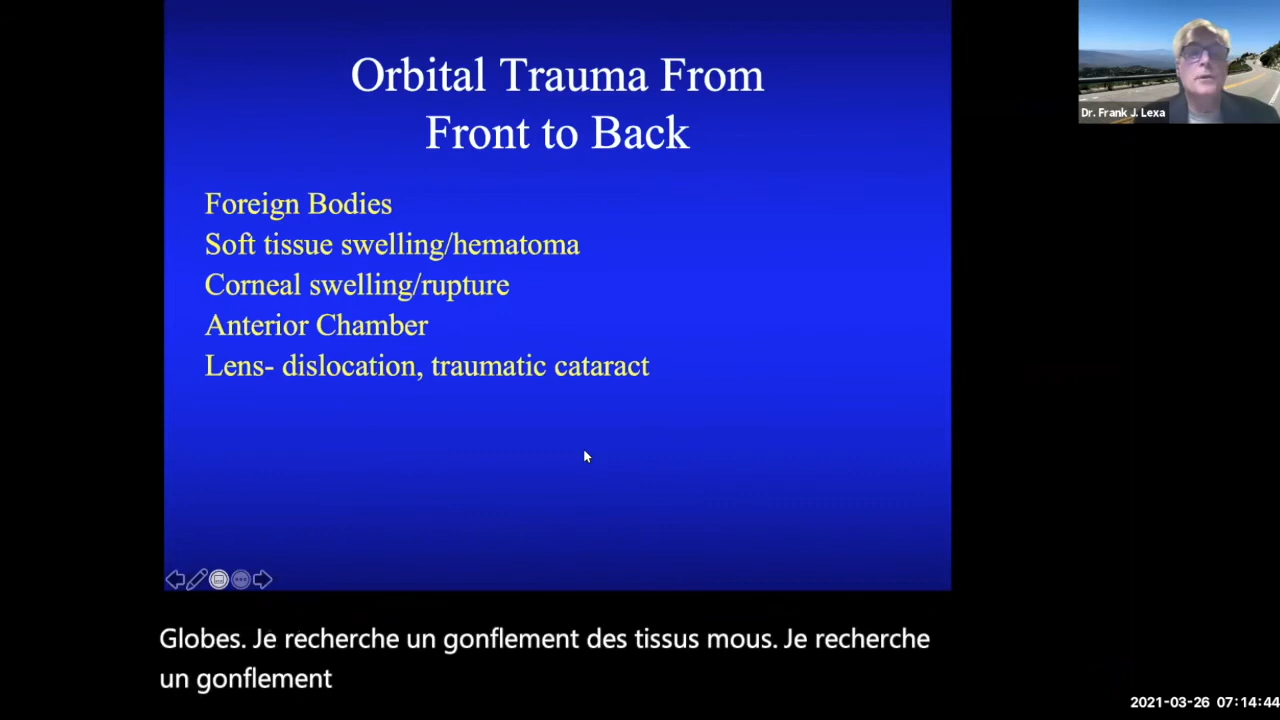 Orbital Trauma From
Front to Back
Foreign Bodies
Soft tissue swelling/hematoma
Corneal swelling/rupture
Anterior Chamber
Lens- dislocation, traumatic cataract
Dr. Frank J. Lexa
Globes. Je recherche un gonflement des tissus mous. Je recherche
un gonflement
2021-03-26 07:14:44